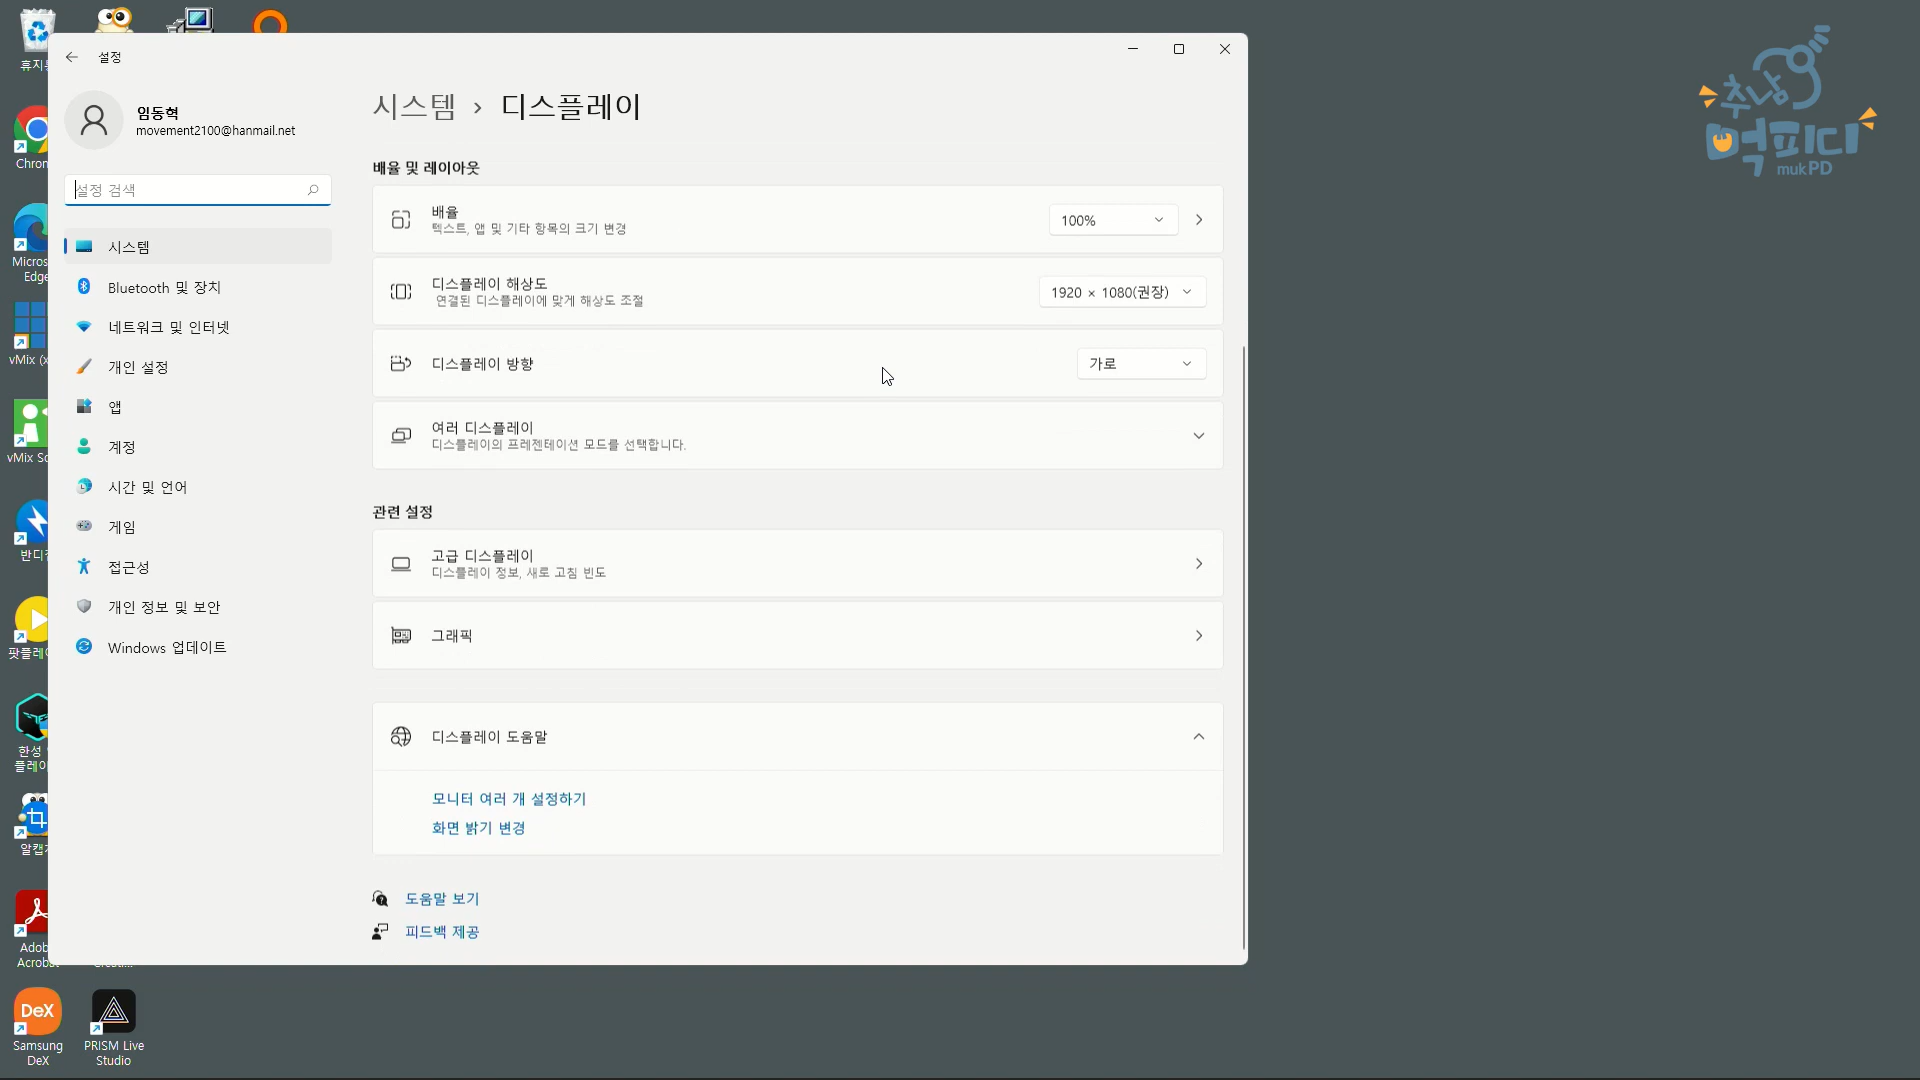 설정
임동혁
movement2100@hanmail.net
설정 검색
시스템
Bluetooth 및 장치
네트워크 및 인터넷
개인 설정
앱
계정
시간 및 언어
게임
접근성
개인 정보 및 보안
Windows 업데이트
시스템 › 디스플레이
배율 및 레이아웃
배율
텍스트, 앱 및 기타 항목의 크기 변경
100%
디스플레이 해상도
연결된 디스플레이에 맞게 해상도 조절
1920 × 1080(권장)
디스플레이 방향
가로
여러 디스플레이
디스플레이의 프레젠테이션 모드를 선택합니다.
관련 설정
고급 디스플레이
디스플레이 정보, 새로 고침 빈도
그래픽
디스플레이 도움말
모니터 여러 개 설정하기
화면 밝기 변경
도움말 보기
피드백 제공
휴지
Chron
Micros
Edge
vMix (x
vMix So
반디
팟플레이
한성
플레이
알캡
Adob
Acrobat
DeX
Samsung
DeX
PRISM Live
Studio
추남
먹피디
mukPD